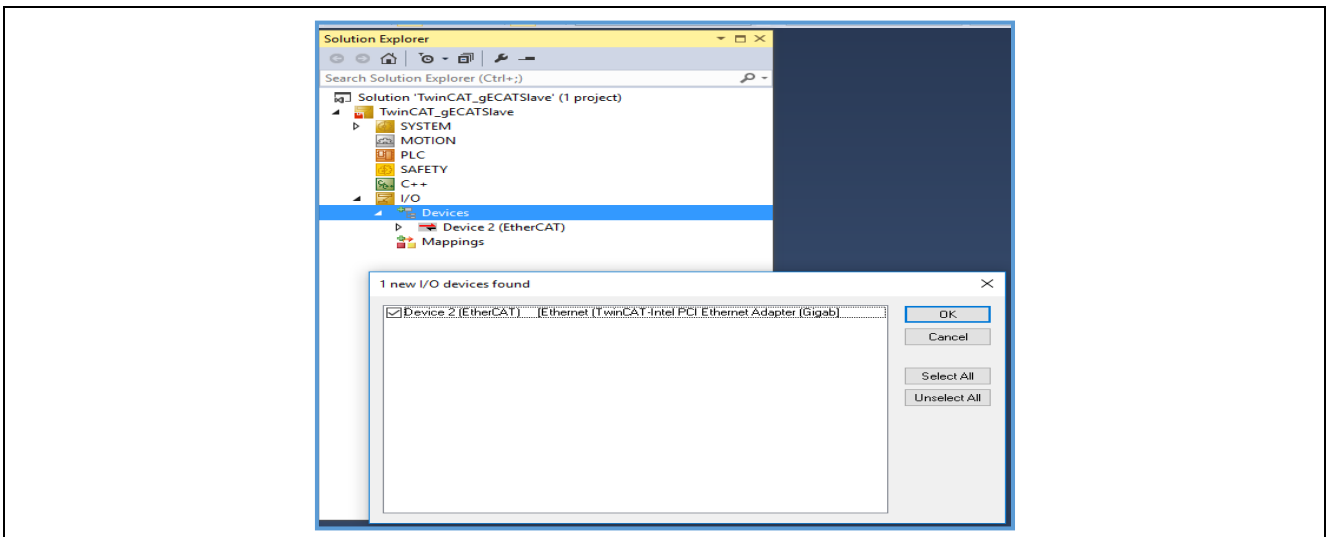 Solution Explorer
Search Solution Explorer (Ctrl+;)
Solution 'TwinCAT_gECATSlave' (1 project)
TwinCAT_gECATSlave
SYSTEM
MOTION
PLC
SAFETY
C++
I/O
Devices
Device 2 (EtherCAT)
Mappings
1 new I/O devices found
Device 2 (EtherCAT) [Ethernet (TwinCAT-Intel PCI Ethernet Adapter (Gigab)]
OK
Cancel
Select All
Unselect All